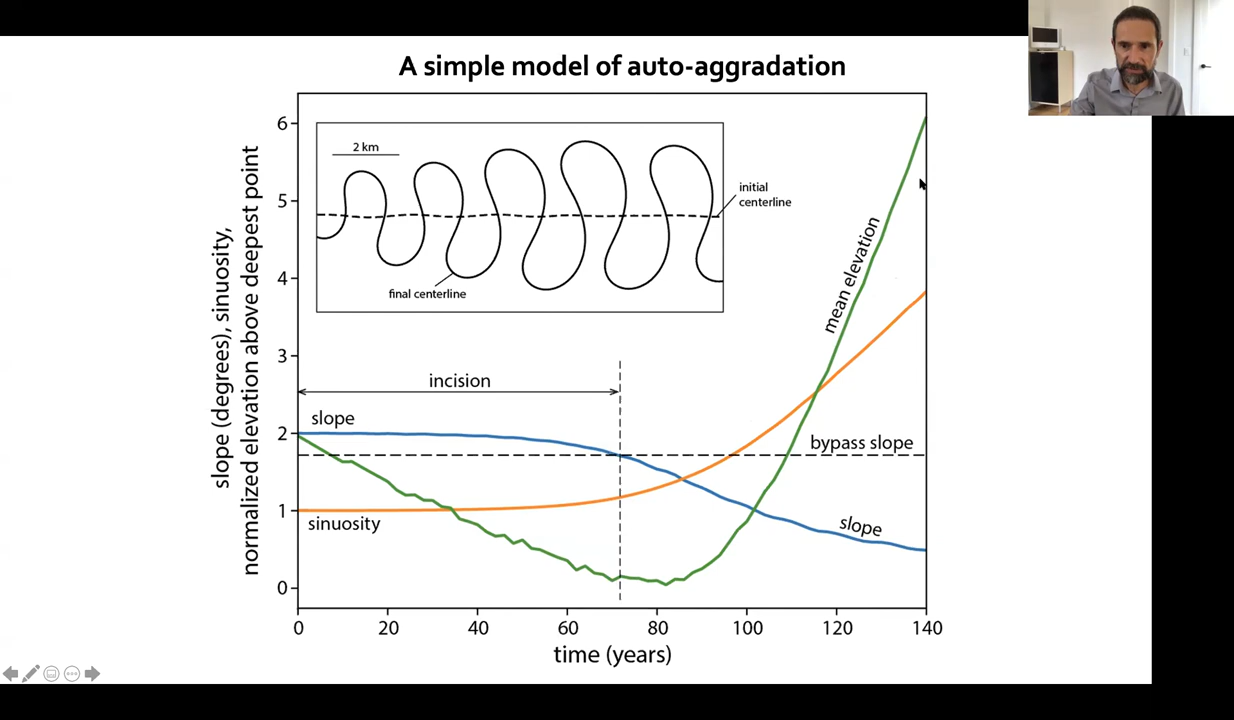 A simple model of auto-aggradation
slope (degrees), sinuosity,
normalized elevation above deepest point
6
5
4
3
2
1
0
2 km
initial
centerline
final centerline
mean elevation
incision
slope
bypass slope
sinuosity
slope
0
20
40
60
80
100
120
140
time (years)